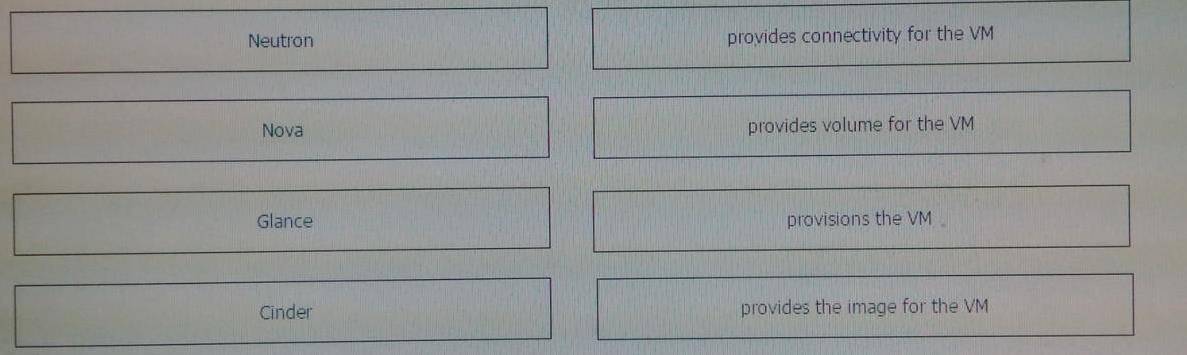 Neutron
provides connectivity for the VM
Nova
provides volume for the VM
Glance
provisions the VM
Cinder
provides the image for the VM